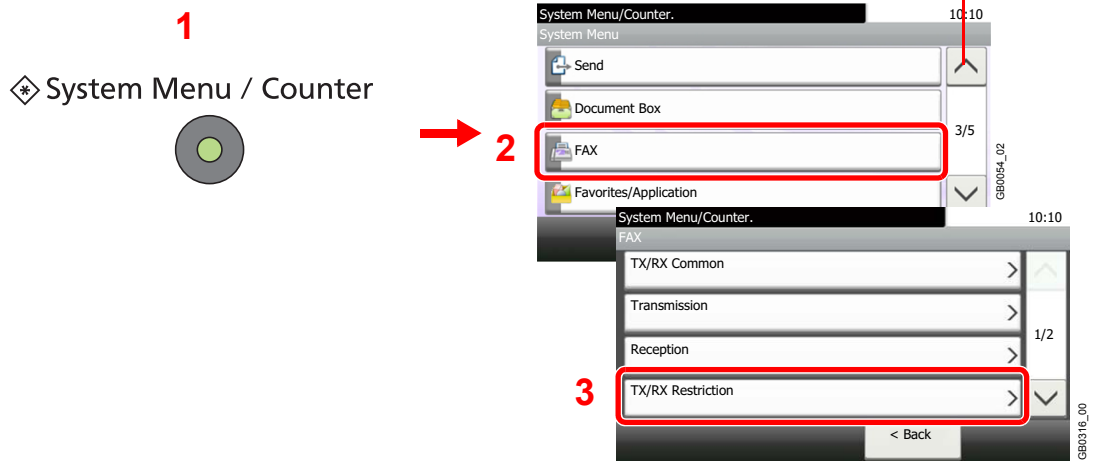 1
System Menu / Counter
2
System Menu/Counter.
10:10
System Menu
Send
Document Box
3/5
FAX
Favorites/Application
GB0054_02
3
System Menu/Counter.
10:10
FAX
TX/RX Common
Transmission
1/2
Reception
TX/RX Restriction
< Back
GB0316_00